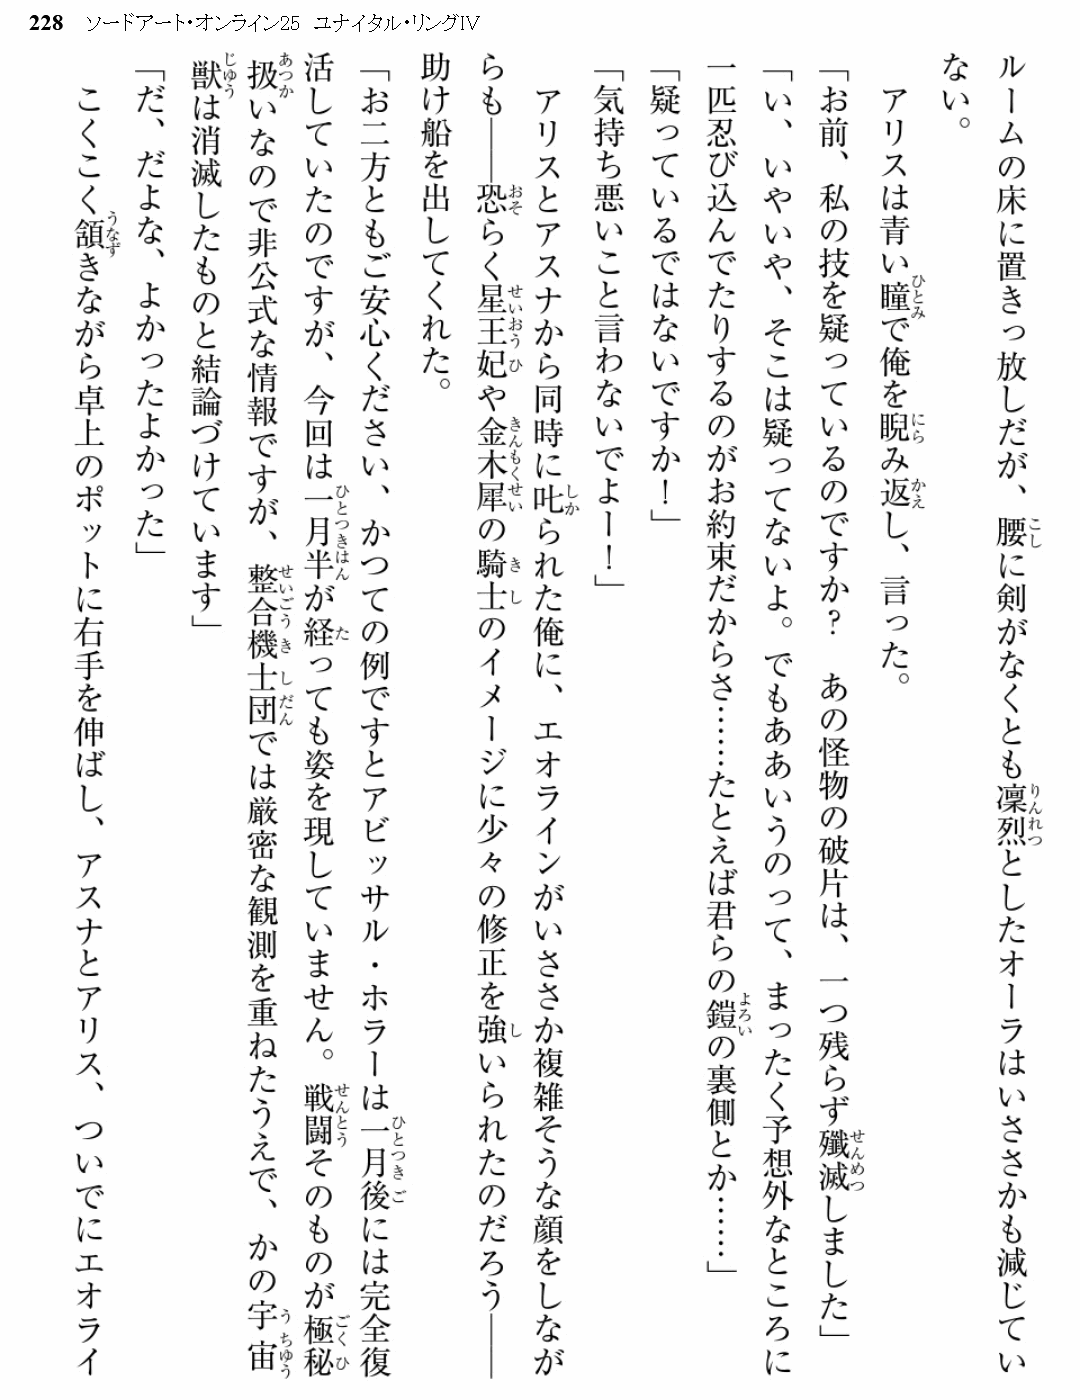 228　ソードアート・オンライン25　ユナイタル・リングIV
ルームの床に置きっ放しだが、腰に剣がなくとも凜烈としたオーラはいささかも減じてい
ない。
　アリスは青い瞳で俺を睨み返し、言った。
「お前、私の技を疑っているのですか？　あの怪物の破片は、一つ残らず殲滅しました」
「い、いやいや、そこは疑ってないよ。でもああいうのって、まったく予想外なところに
一匹忍び込んでたりするのがお約束だからさ……たとえば君らの鎧の裏側とか……」
「疑っているではないですか！」
「気持ち悪いこと言わないでよー！」
　アリスとアスナから同時に叱られた俺に、エオラインがいささか複雑そうな顔をしなが
らも――恐らく星王妃や金木犀の騎士のイメージに少々の修正を強いられたのだろう――
助け船を出してくれた。
「お二方ともご安心ください、かつての例ですとアビッサル・ホラーは一月後には完全復
活していたのですが、今回は一月半が経っても姿を現していません。戦闘そのものが極秘
扱いなので非公式な情報ですが、整合機士団では厳密な観測を重ねたうえで、かの宇宙
獣は消滅したものと結論づけています」
「だ、だよな、よかったよかった」
　こくこく頷きながら卓上のポットに右手を伸ばし、アスナとアリス、ついでにエオライ